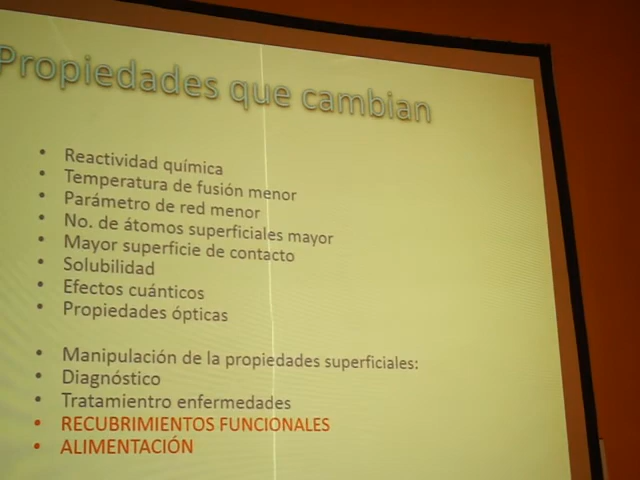 Propiedades que cambian
• Reactividad química
• Temperatura de fusión menor
• Parámetro de red menor
• No. de átomos superficiales mayor
• Mayor superficie de contacto
• Solubilidad
• Efectos cuánticos
• Propiedades ópticas
• Manipulación de la propiedades superficiales:
• Diagnóstico
• Tratamientro enfermedades
• RECUBRIMIENTOS FUNCIONALES
• ALIMENTACIÓN